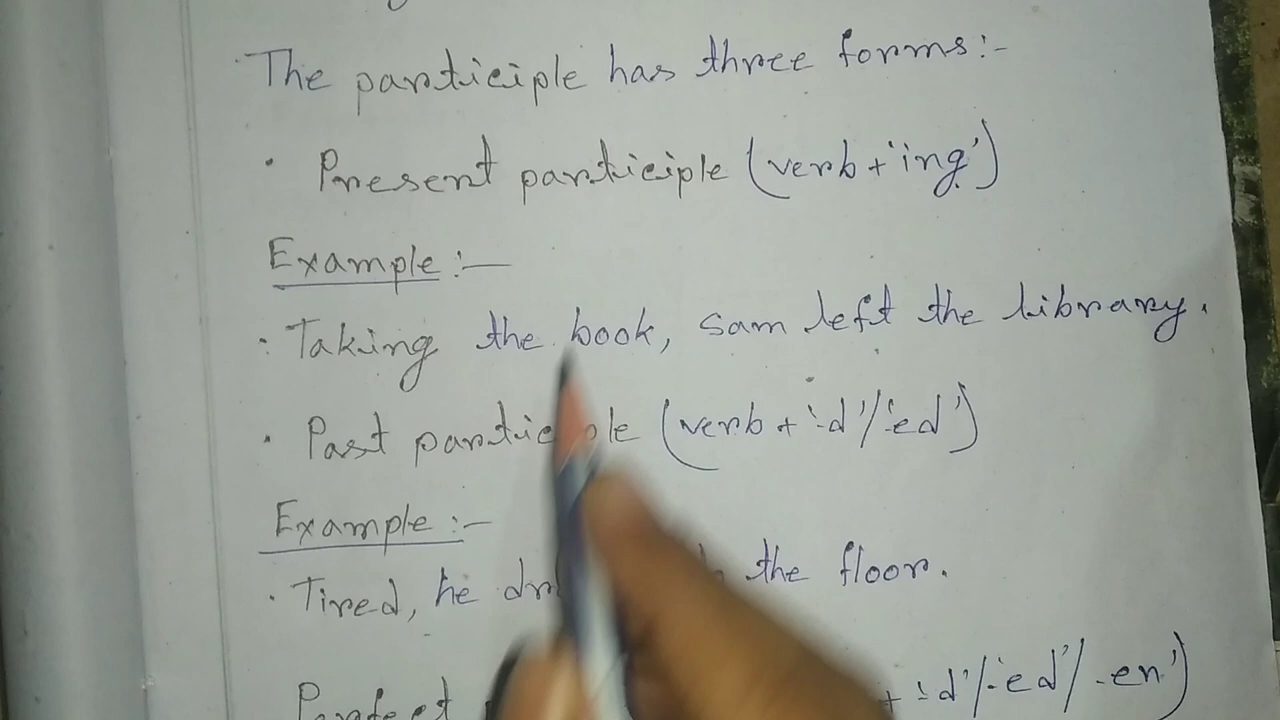 The participle has three forms:-
• Present participle (verb+'ing')
Example:-
• Taking the book, Sam left the library.
• Past participle (verb + '-d'/'-ed')
Example:-
• Tired, he the floor.
Perfect + '-d'/'-ed'/'-en')